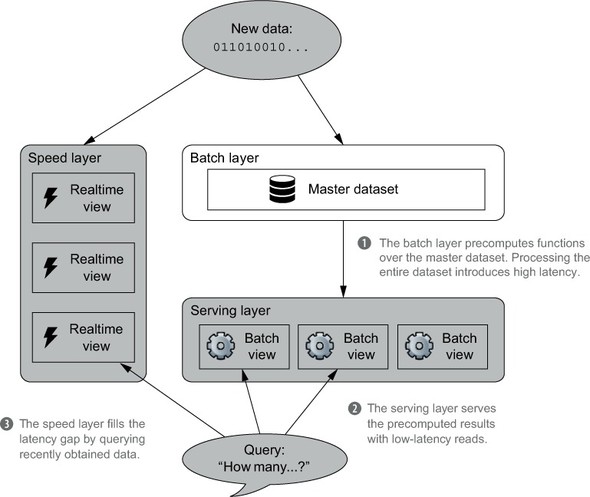 New data:
011010010...
Speed layer
Realtime
view
Realtime
view
Realtime
view
Batch layer
Master dataset
1 The batch layer precomputes functions
over the master dataset. Processing the
entire dataset introduces high latency.
Serving layer
Batch
view
Batch
view
Batch
view
2 The serving layer serves
the precomputed results
with low-latency reads.
3 The speed layer fills the
latency gap by querying
recently obtained data.
Query:
“How many...?”